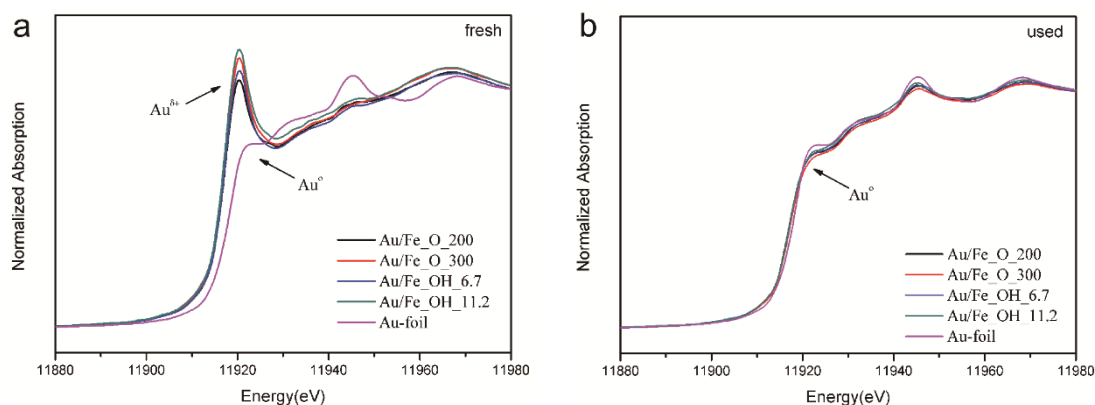 a
fresh
Normalized Absorption
Auδ+
Au°
Au/Fe_O_200
Au/Fe_O_300
Au/Fe_OH_6.7
Au/Fe_OH_11.2
Au-foil
11880 11900 11920 11940 11960 11980
Energy(eV)
b
used
Normalized Absorption
Au°
Au/Fe_O_200
Au/Fe_O_300
Au/Fe_OH_6.7
Au/Fe_OH_11.2
Au-foil
11880 11900 11920 11940 11960 11980
Energy(eV)